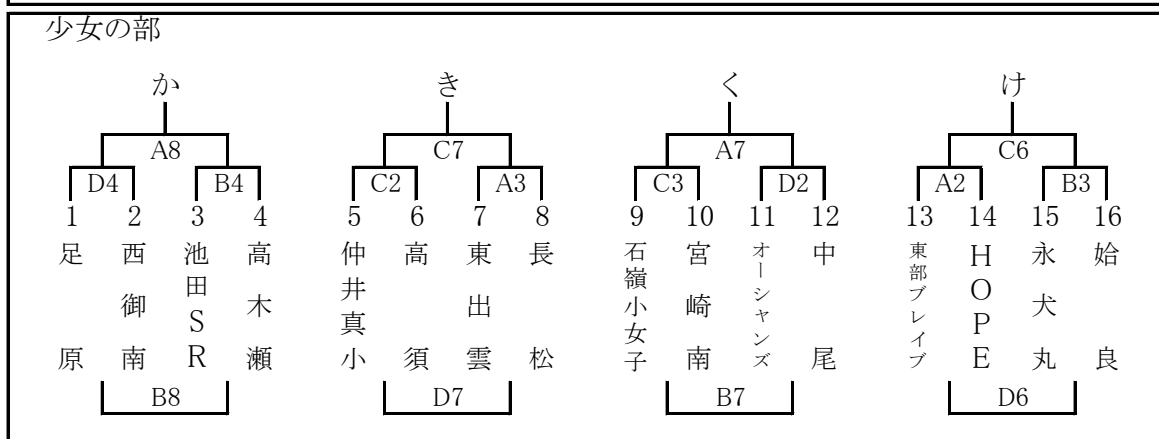 少女の部
か き く け
A8 C7 A7 C6
D4 B4 C2 A3 C3 D2 A2 B3
1 2 3 4 5 6 7 8 9 10 11 12 13 14 15 16
足原
西御南
池田SR
高木瀬
仲井真小
高須
東出雲
長松
石嶺小女子
宮崎南
オーシャンズ
中尾
東部ブレイブ
HOPE
永犬丸
姶良
B8 D7 B7 D6